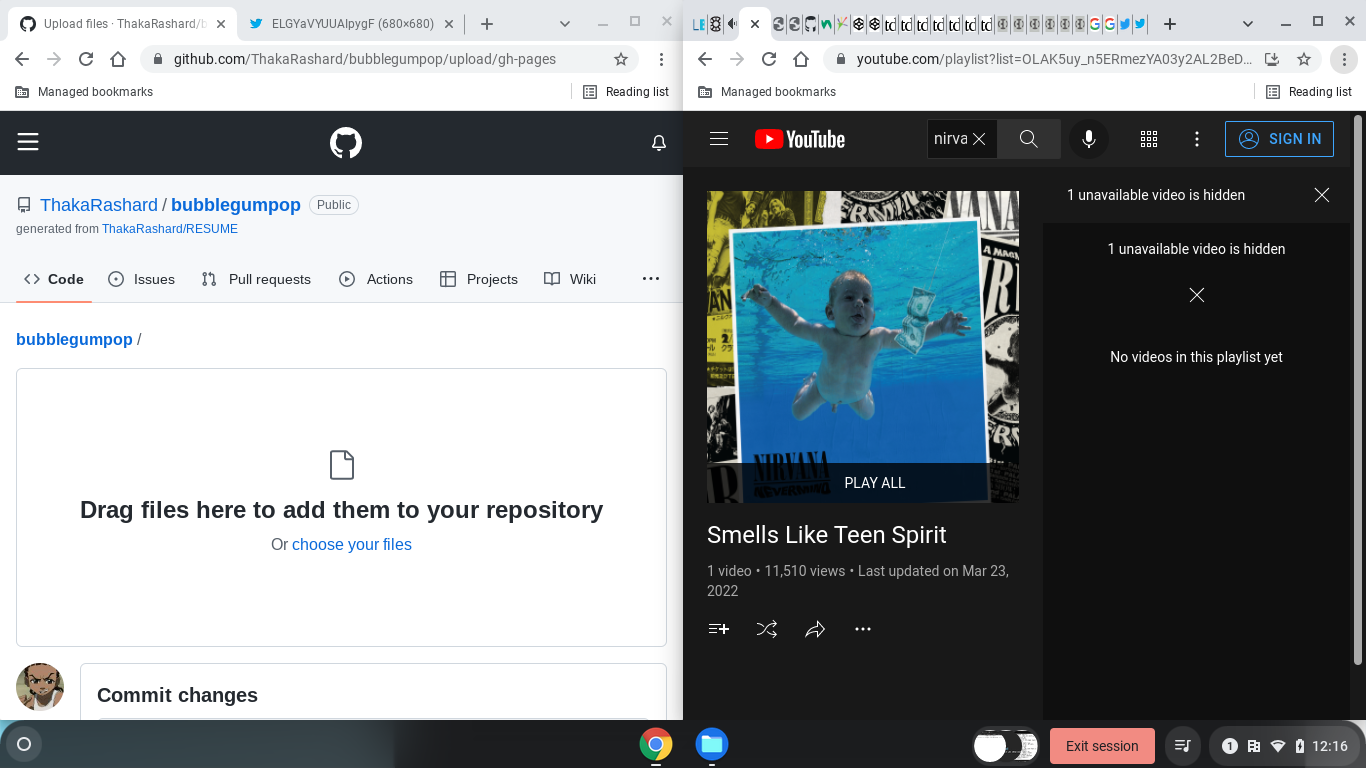 Upload files · ThakaRashard/b
ELGYaVYUUAIpygF (680×680)
github.com/ThakaRashard/bubblegumpop/upload/gh-pages
Managed bookmarks
Reading list
ThakaRashard / bubblegumpop
Public
generated from ThakaRashard/RESUME
Code
Issues
Pull requests
Actions
Projects
Wiki
bubblegumpop /
Drag files here to add them to your repository
Or choose your files
Commit changes
youtube.com/playlist?list=OLAK5uy_n5ERmezYA03y2AL2BeD...
Managed bookmarks
Reading list
YouTube
nirva
SIGN IN
NIRVANA
NEVERMIND
PLAY ALL
Smells Like Teen Spirit
1 video • 11,510 views • Last updated on Mar 23,
2022
1 unavailable video is hidden
1 unavailable video is hidden
No videos in this playlist yet
Exit session
1
12:16